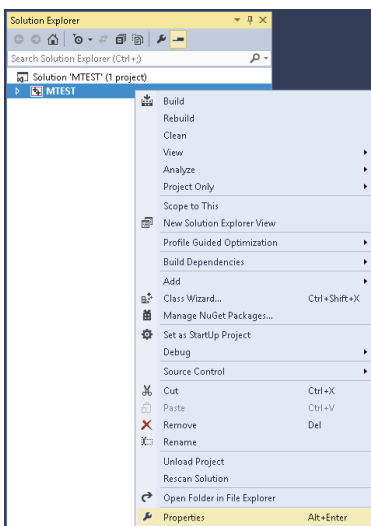 Solution Explorer
Search Solution Explorer (Ctrl+;)
Solution 'MTEST' (1 project)
MTEST
Build
Rebuild
Clean
View
Analyze
Project Only
Scope to This
New Solution Explorer View
Profile Guided Optimization
Build Dependencies
Add
Class Wizard... Ctrl+Shift+X
Manage NuGet Packages...
Set as StartUp Project
Debug
Source Control
Cut Ctrl+X
Paste Ctrl+V
Remove Del
Rename
Unload Project
Rescan Solution
Open Folder in File Explorer
Properties Alt+Enter